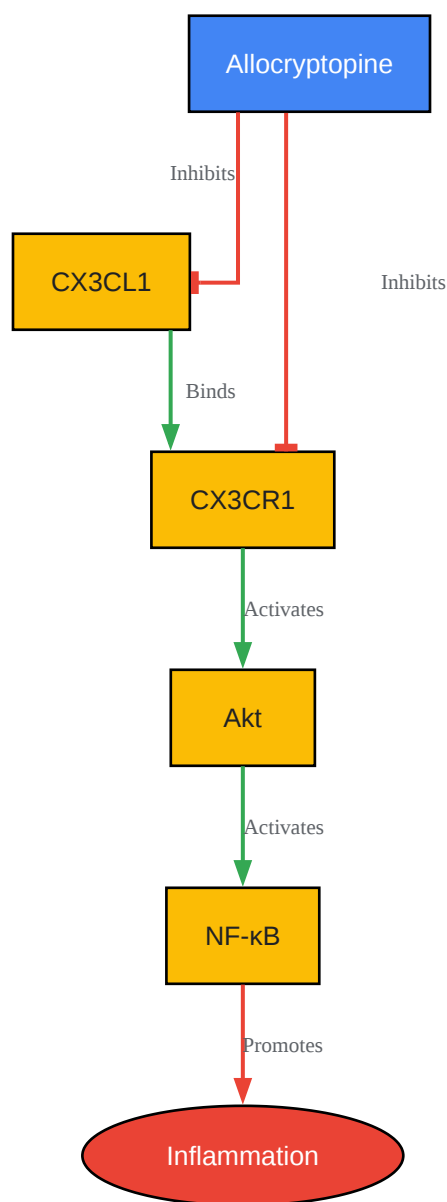 Allocryptopine
Inhibits
CX3CL1
Inhibits
Binds
CX3CR1
Activates
Akt
Activates
NF-κB
Promotes
Inflammation